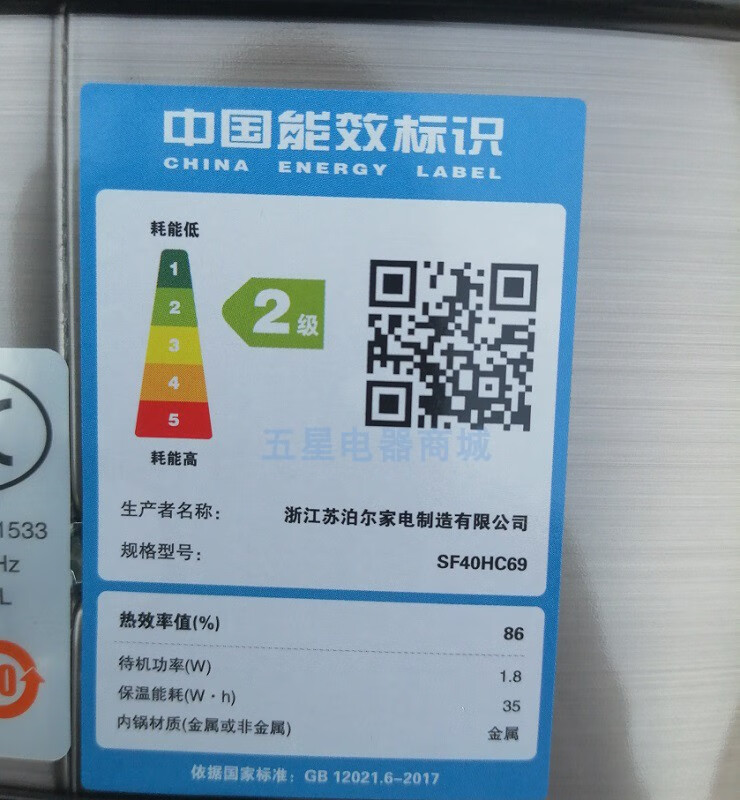 中国能效标识
CHINA ENERGY LABEL
耗能低
1
2
3
4
5
2级
耗能高
五星电器商城
生产者名称: 浙江苏泊尔家电制造有限公司
规格型号: SF40HC69
热效率值(%) 86
待机功率(W) 1.8
保温能耗(W·h) 35
内锅材质(金属或非金属) 金属
依据国家标准: GB 12021.6-2017
1533
Hz
L
0